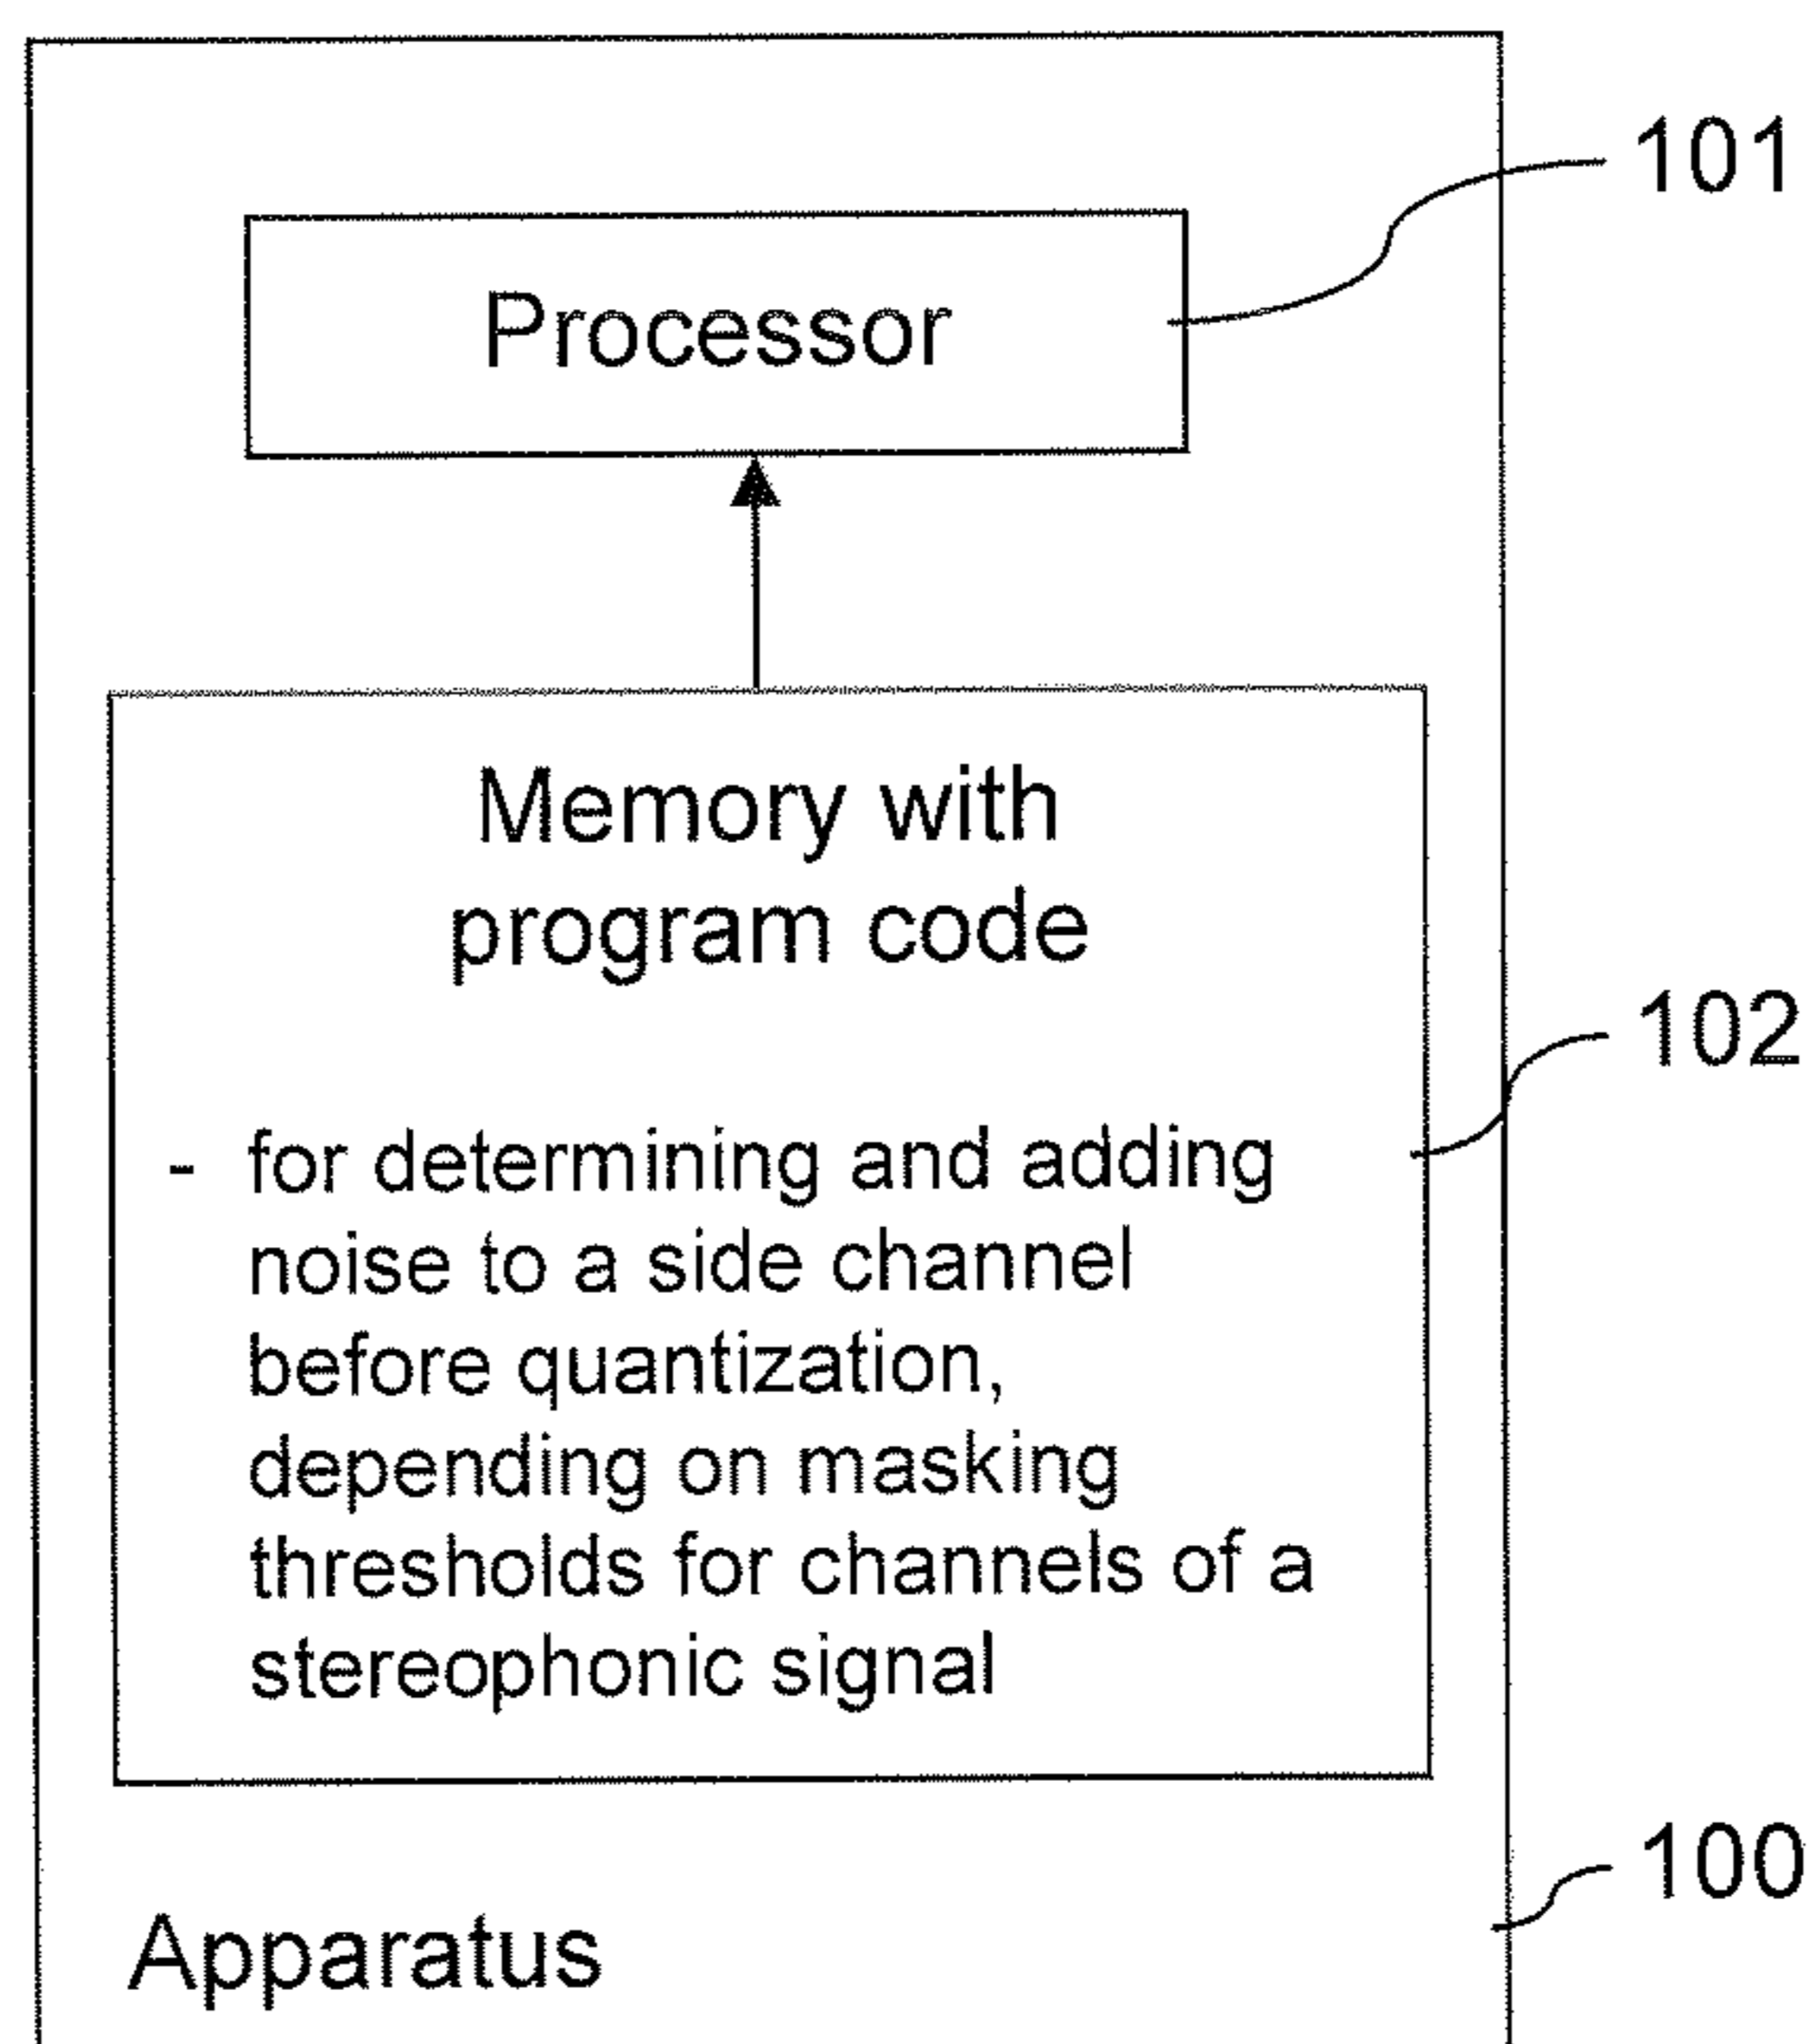 101
Processor
Memory with
program code
102
- for determining and adding
noise to a side channel
before quantization,
depending on masking
thresholds for channels of a
stereophonic signal
100
Apparatus